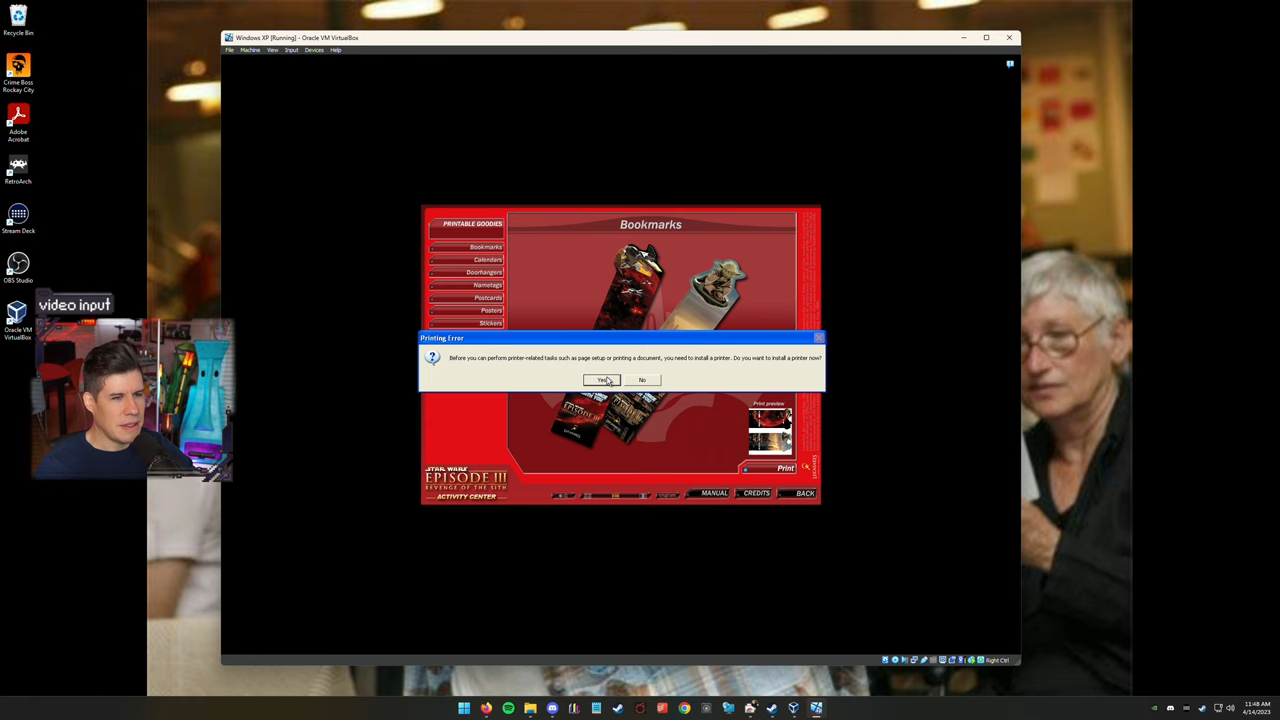 Recycle Bin
Crime Boss
Rockay City
Adobe
Acrobat
RetroArch
Stream Deck
OBS Studio
Oracle VM
VirtualBox
video input
Windows XP [Running] - Oracle VM VirtualBox
File Machine View Input Devices Help
PRINTABLE GOODIES
Bookmarks
Calendars
Doorhangers
Nametags
Postcards
Posters
Stickers
Bookmarks
Printing Error
Before you can perform printer-related tasks such as page setup or printing a document, you need to install a printer. Do you want to install a printer now?
Yes No
Print preview
Print
STAR WARS
EPISODE III
REVENGE OF THE SITH
ACTIVITY CENTER
MANUAL CREDITS BACK
Right Ctrl
11:48 AM
4/14/2023